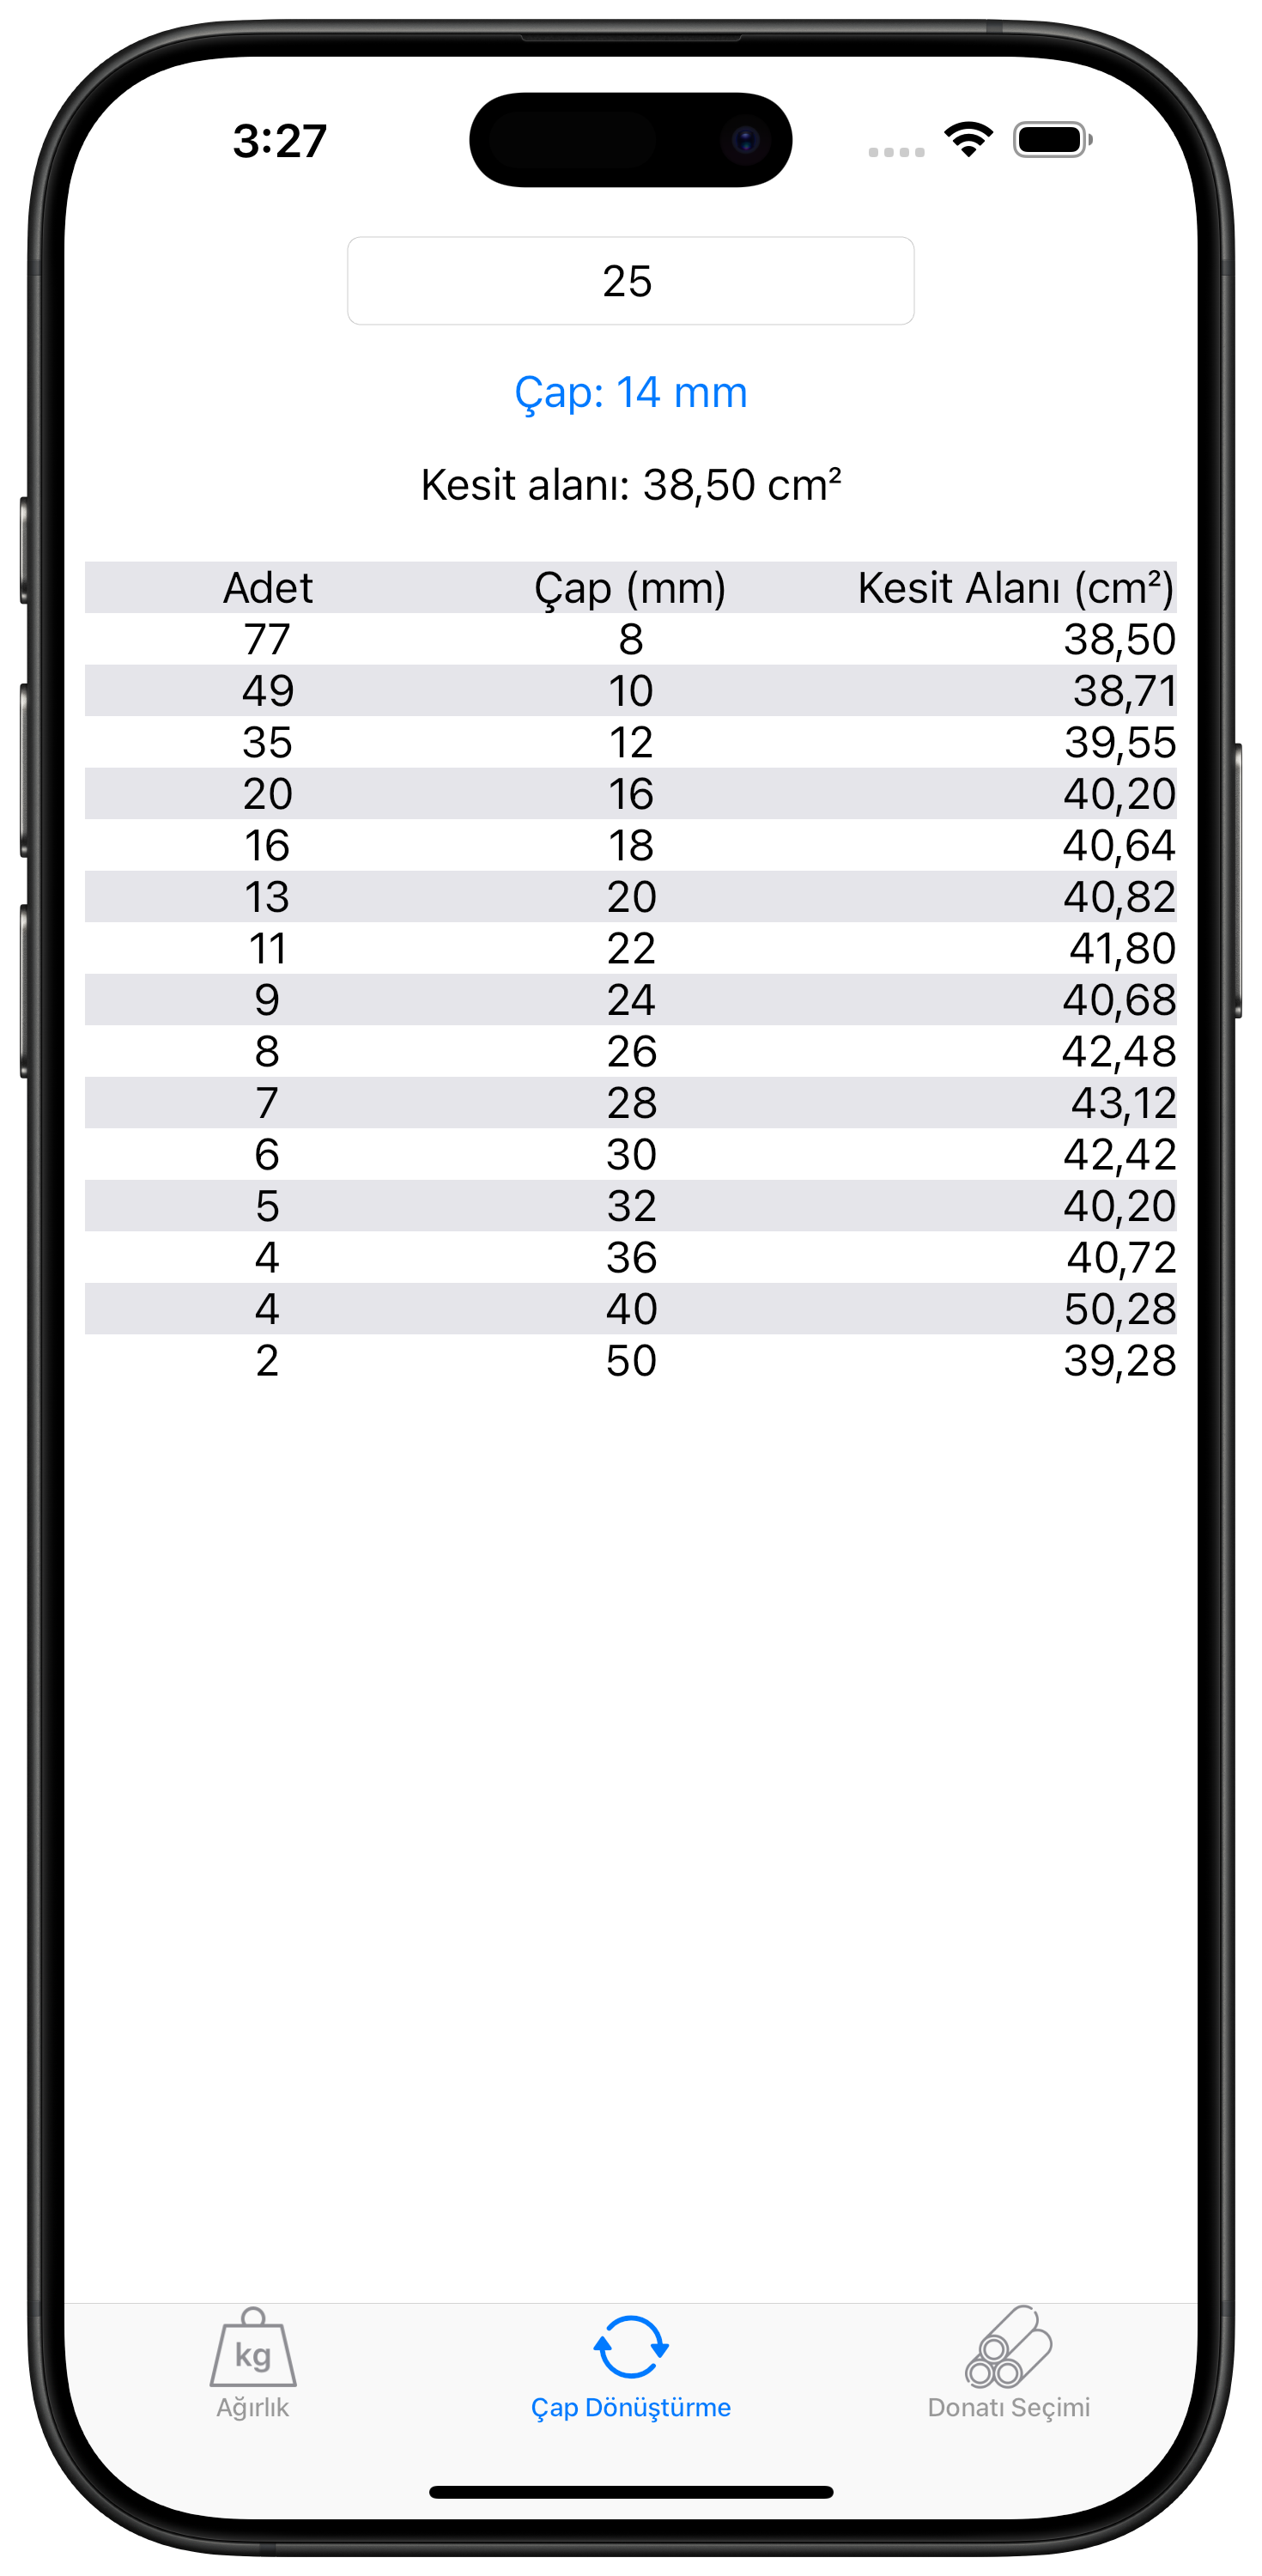 3:27
25
Çap: 14 mm
Kesit alanı: 38,50 cm²
Adet Çap (mm) Kesit Alanı (cm²)
77 8 38,50
49 10 38,71
35 12 39,55
20 16 40,20
16 18 40,64
13 20 40,82
11 22 41,80
9 24 40,68
8 26 42,48
7 28 43,12
6 30 42,42
5 32 40,20
4 36 40,72
4 40 50,28
2 50 39,28
kg
Ağırlık Çap Dönüştürme Donatı Seçimi